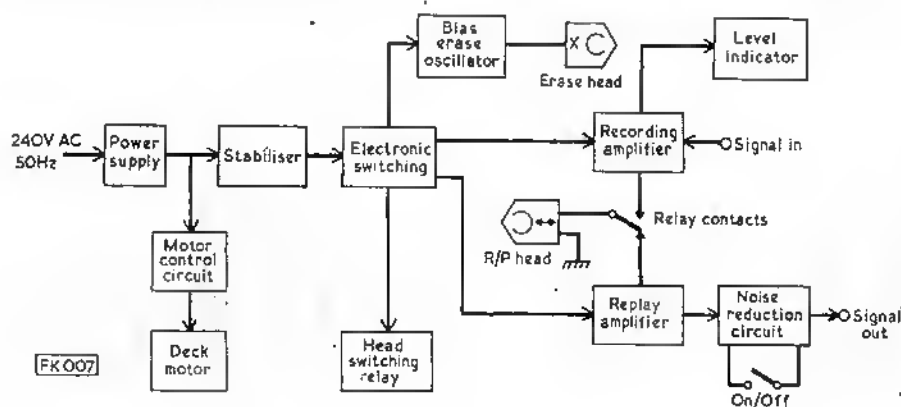 Bias
erase
oscillator
Erase head
Level
indicator
240V AC
50Hz
Power
supply
Stabiliser
Electronic
switching
Recording
amplifier
Signal in
Relay contacts
R/P head
Motor
control
circuit
Deck
motor
Head
switching
relay
Replay
amplifier
Noise
reduction
circuit
Signal
out
On/Off
FK007
X